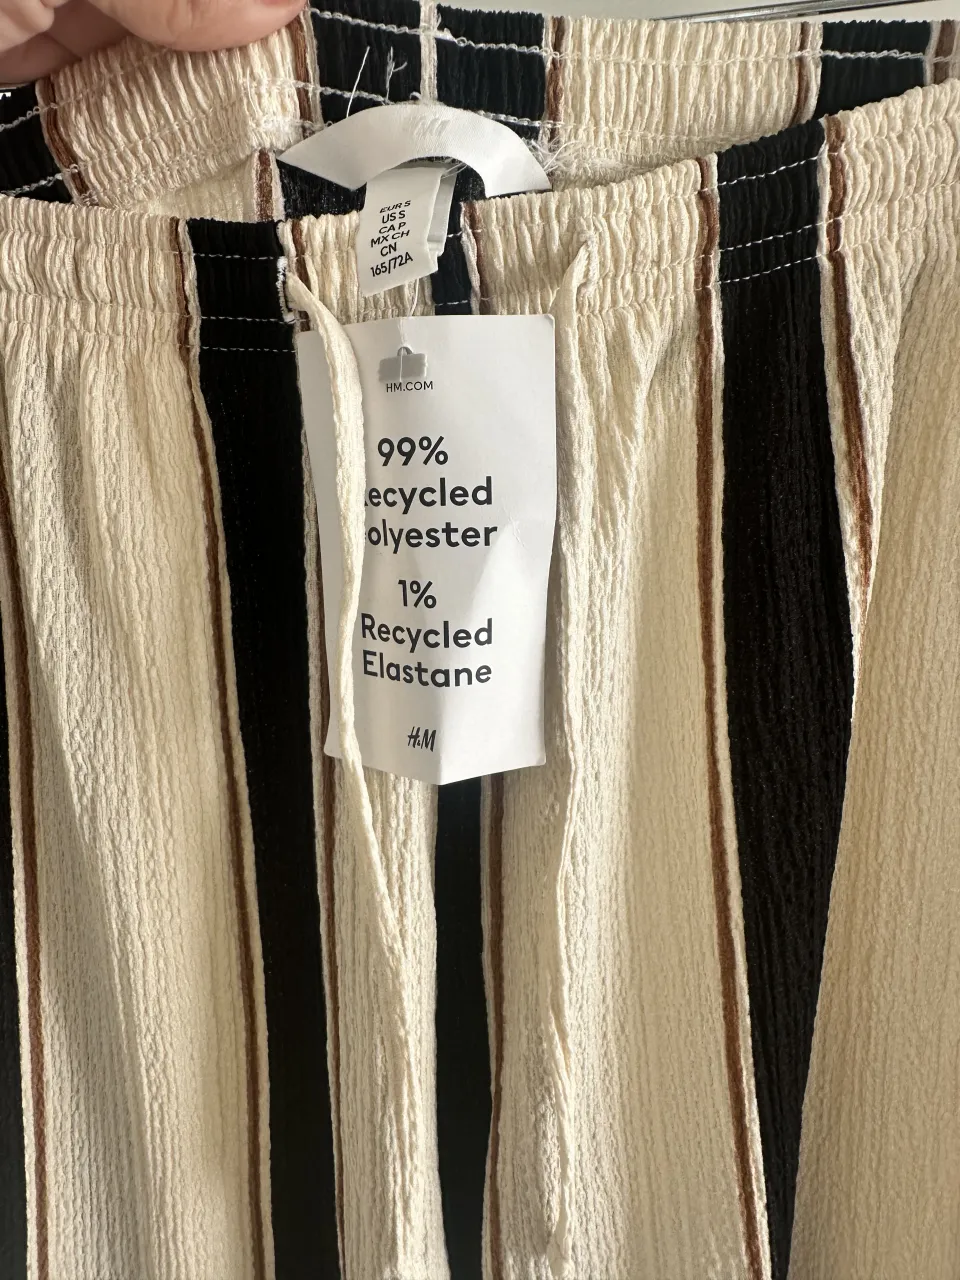 EUR S
US S
CA P
MX CH
CN
165/72A
HM.COM
99%
ecycled
olyester
1%
Recycled
Elastane
H&M